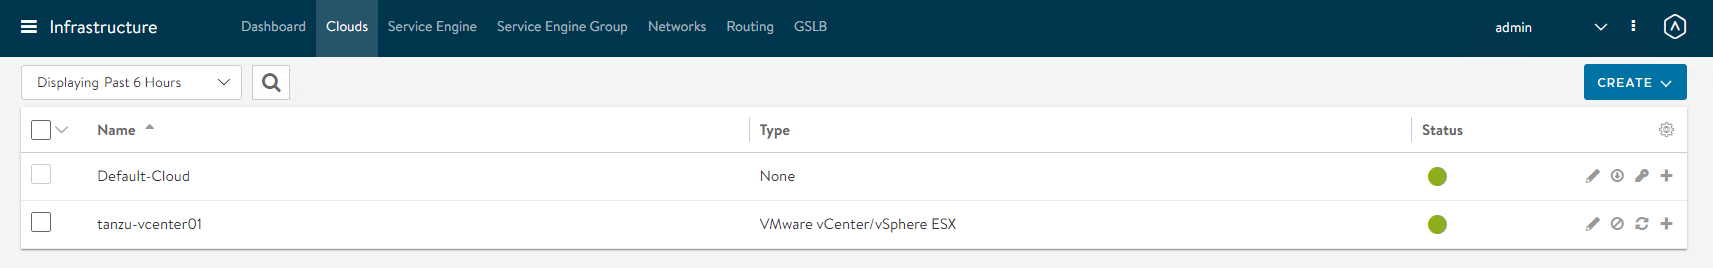 Infrastructure Dashboard Clouds Service Engine Service Engine Group Networks Routing GSLB admin
Displaying Past 6 Hours CREATE
Name Type Status
Default-Cloud None
tanzu-vcenter01 VMware vCenter/vSphere ESX